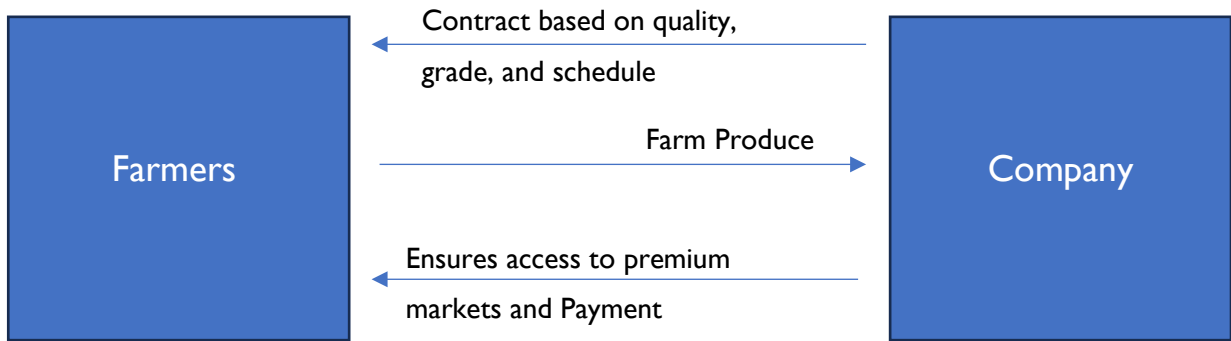 Contract based on quality,
grade, and schedule
Farm Produce
Farmers
Company
Ensures access to premium
markets and Payment